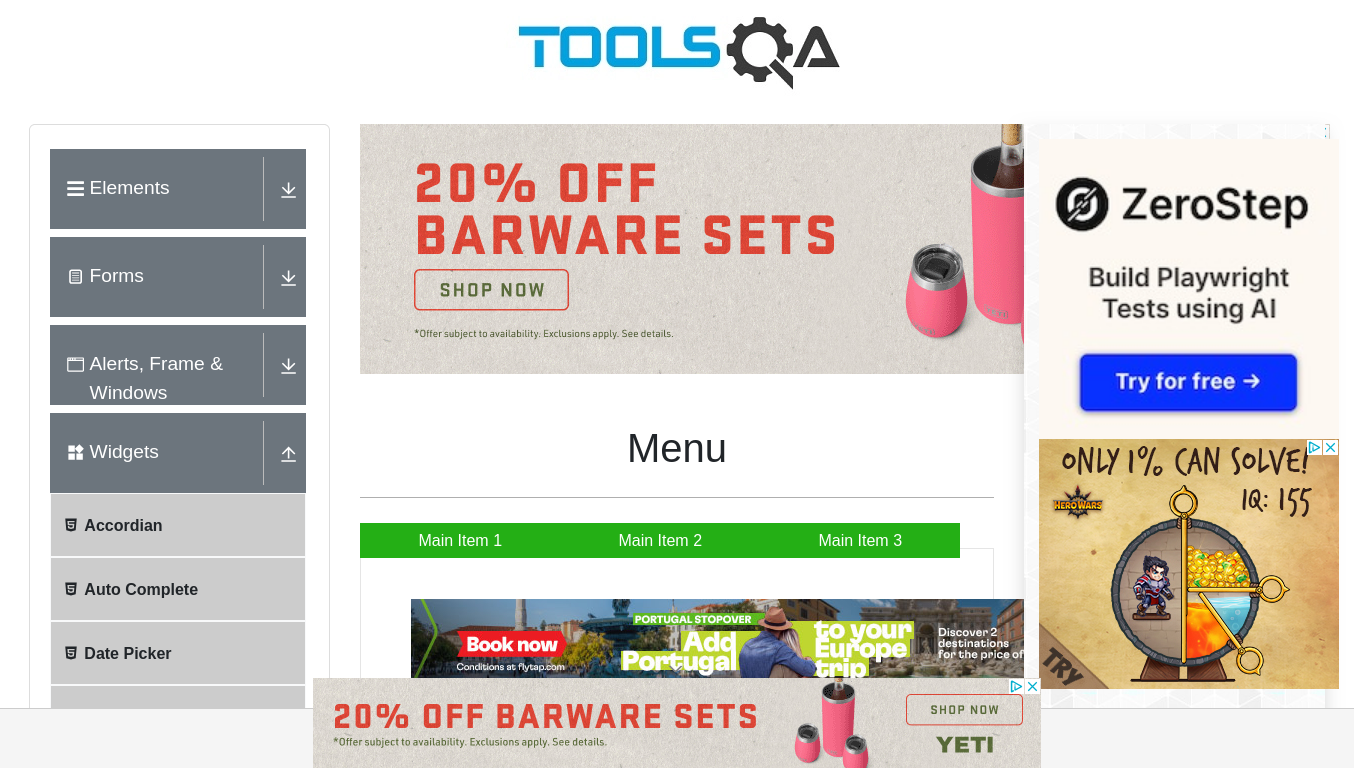 TOOLSQA
Elements
Forms
Alerts, Frame &
Windows
Widgets
Accordian
Auto Complete
Date Picker
20% OFF
BARWARE SETS
SHOP NOW
*Offer subject to availability. Exclusions apply. See details.
Menu
Main Item 1
Main Item 2
Main Item 3
Book now
Conditions at flytap.com
PORTUGAL STOPOVER
Add
Portugal
to your
Europe
trip
Discover 2
destinations
for the price of
ZeroStep
Build Playwright
Tests using AI
Try for free →
ONLY 1% CAN SOLVE!
HERO WARS
IQ: 155
TRY
20% OFF BARWARE SETS
*Offer subject to availability. Exclusions apply. See details.
SHOP NOW
YETI